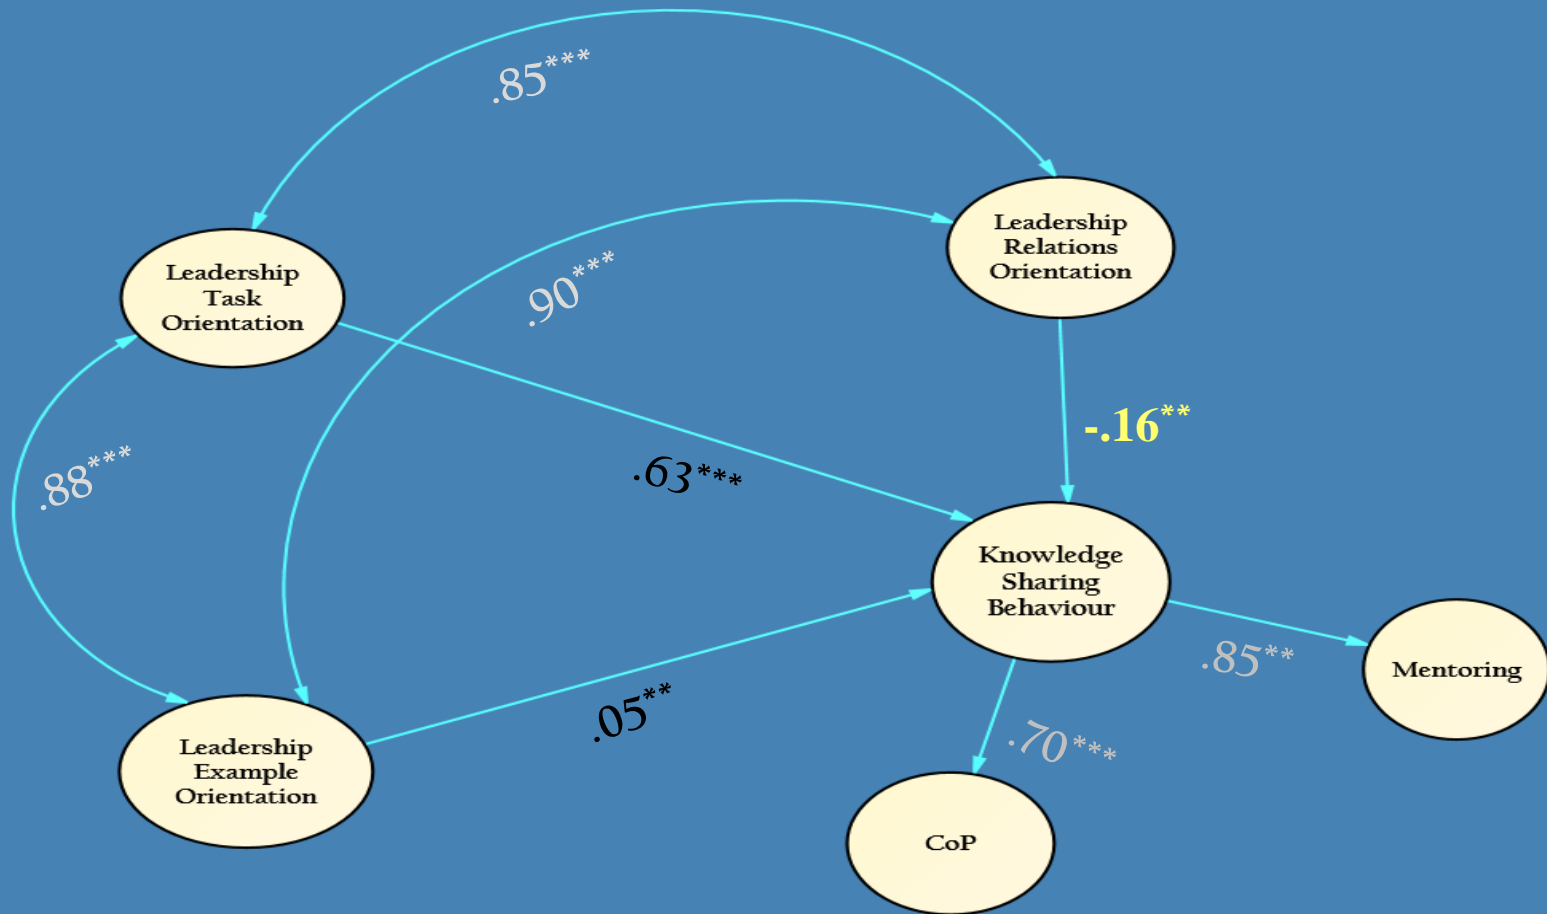 .85***
Leadership
Relations
Orientation
.90***
Leadership
Task
Orientation
-.16**
.63***
.88***
Knowledge
Sharing
Behaviour
.85**
Mentoring
.05**
.70***
Leadership
Example
Orientation
CoP